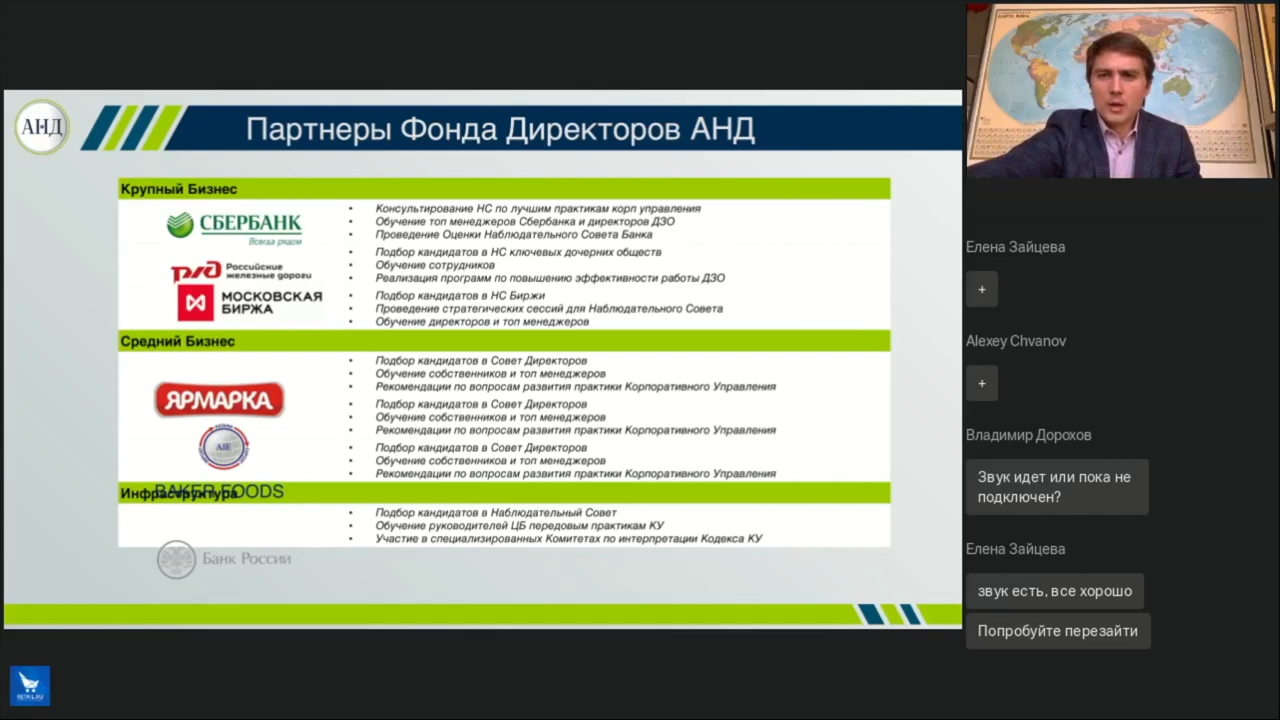 АНД
Партнеры Фонда Директоров АНД
Крупный Бизнес
СБЕРБАНК
Всегда рядом
• Консультирование НС по лучшим практикам корп управления
• Обучение топ менеджеров Сбербанка и директоров ДЗО
• Проведение Оценки Наблюдательного Совета Банка
РЖД Российские
железные дороги
• Подбор кандидатов в НС ключевых дочерних обществ
• Обучение сотрудников
• Реализация программ по повышению эффективности работы ДЗО
МОСКОВСКАЯ
БИРЖА
• Подбор кандидатов в НС Биржи
• Проведение стратегических сессий для Наблюдательного Совета
• Обучение директоров и топ менеджеров
Средний Бизнес
ЯРМАРКА
• Подбор кандидатов в Совет Директоров
• Обучение собственников и топ менеджеров
• Рекомендации по вопросам развития практики Корпоративного Управления
AIE
• Подбор кандидатов в Совет Директоров
• Обучение собственников и топ менеджеров
• Рекомендации по вопросам развития практики Корпоративного Управления
BAKER FOODS
• Подбор кандидатов в Совет Директоров
• Обучение собственников и топ менеджеров
• Рекомендации по вопросам развития практики Корпоративного Управления
Инфраструктура
Банк России
• Подбор кандидатов в Наблюдательный Совет
• Обучение руководителей ЦБ передовым практикам КУ
• Участие в специализированных Комитетах по интерпретации Кодекса КУ
RETAIL.RU
Елена Зайцева
+
Alexey Chvanov
+
Владимир Дорохов
Звук идет или пока не
подключен?
Елена Зайцева
звук есть, все хорошо
Попробуйте перезайти